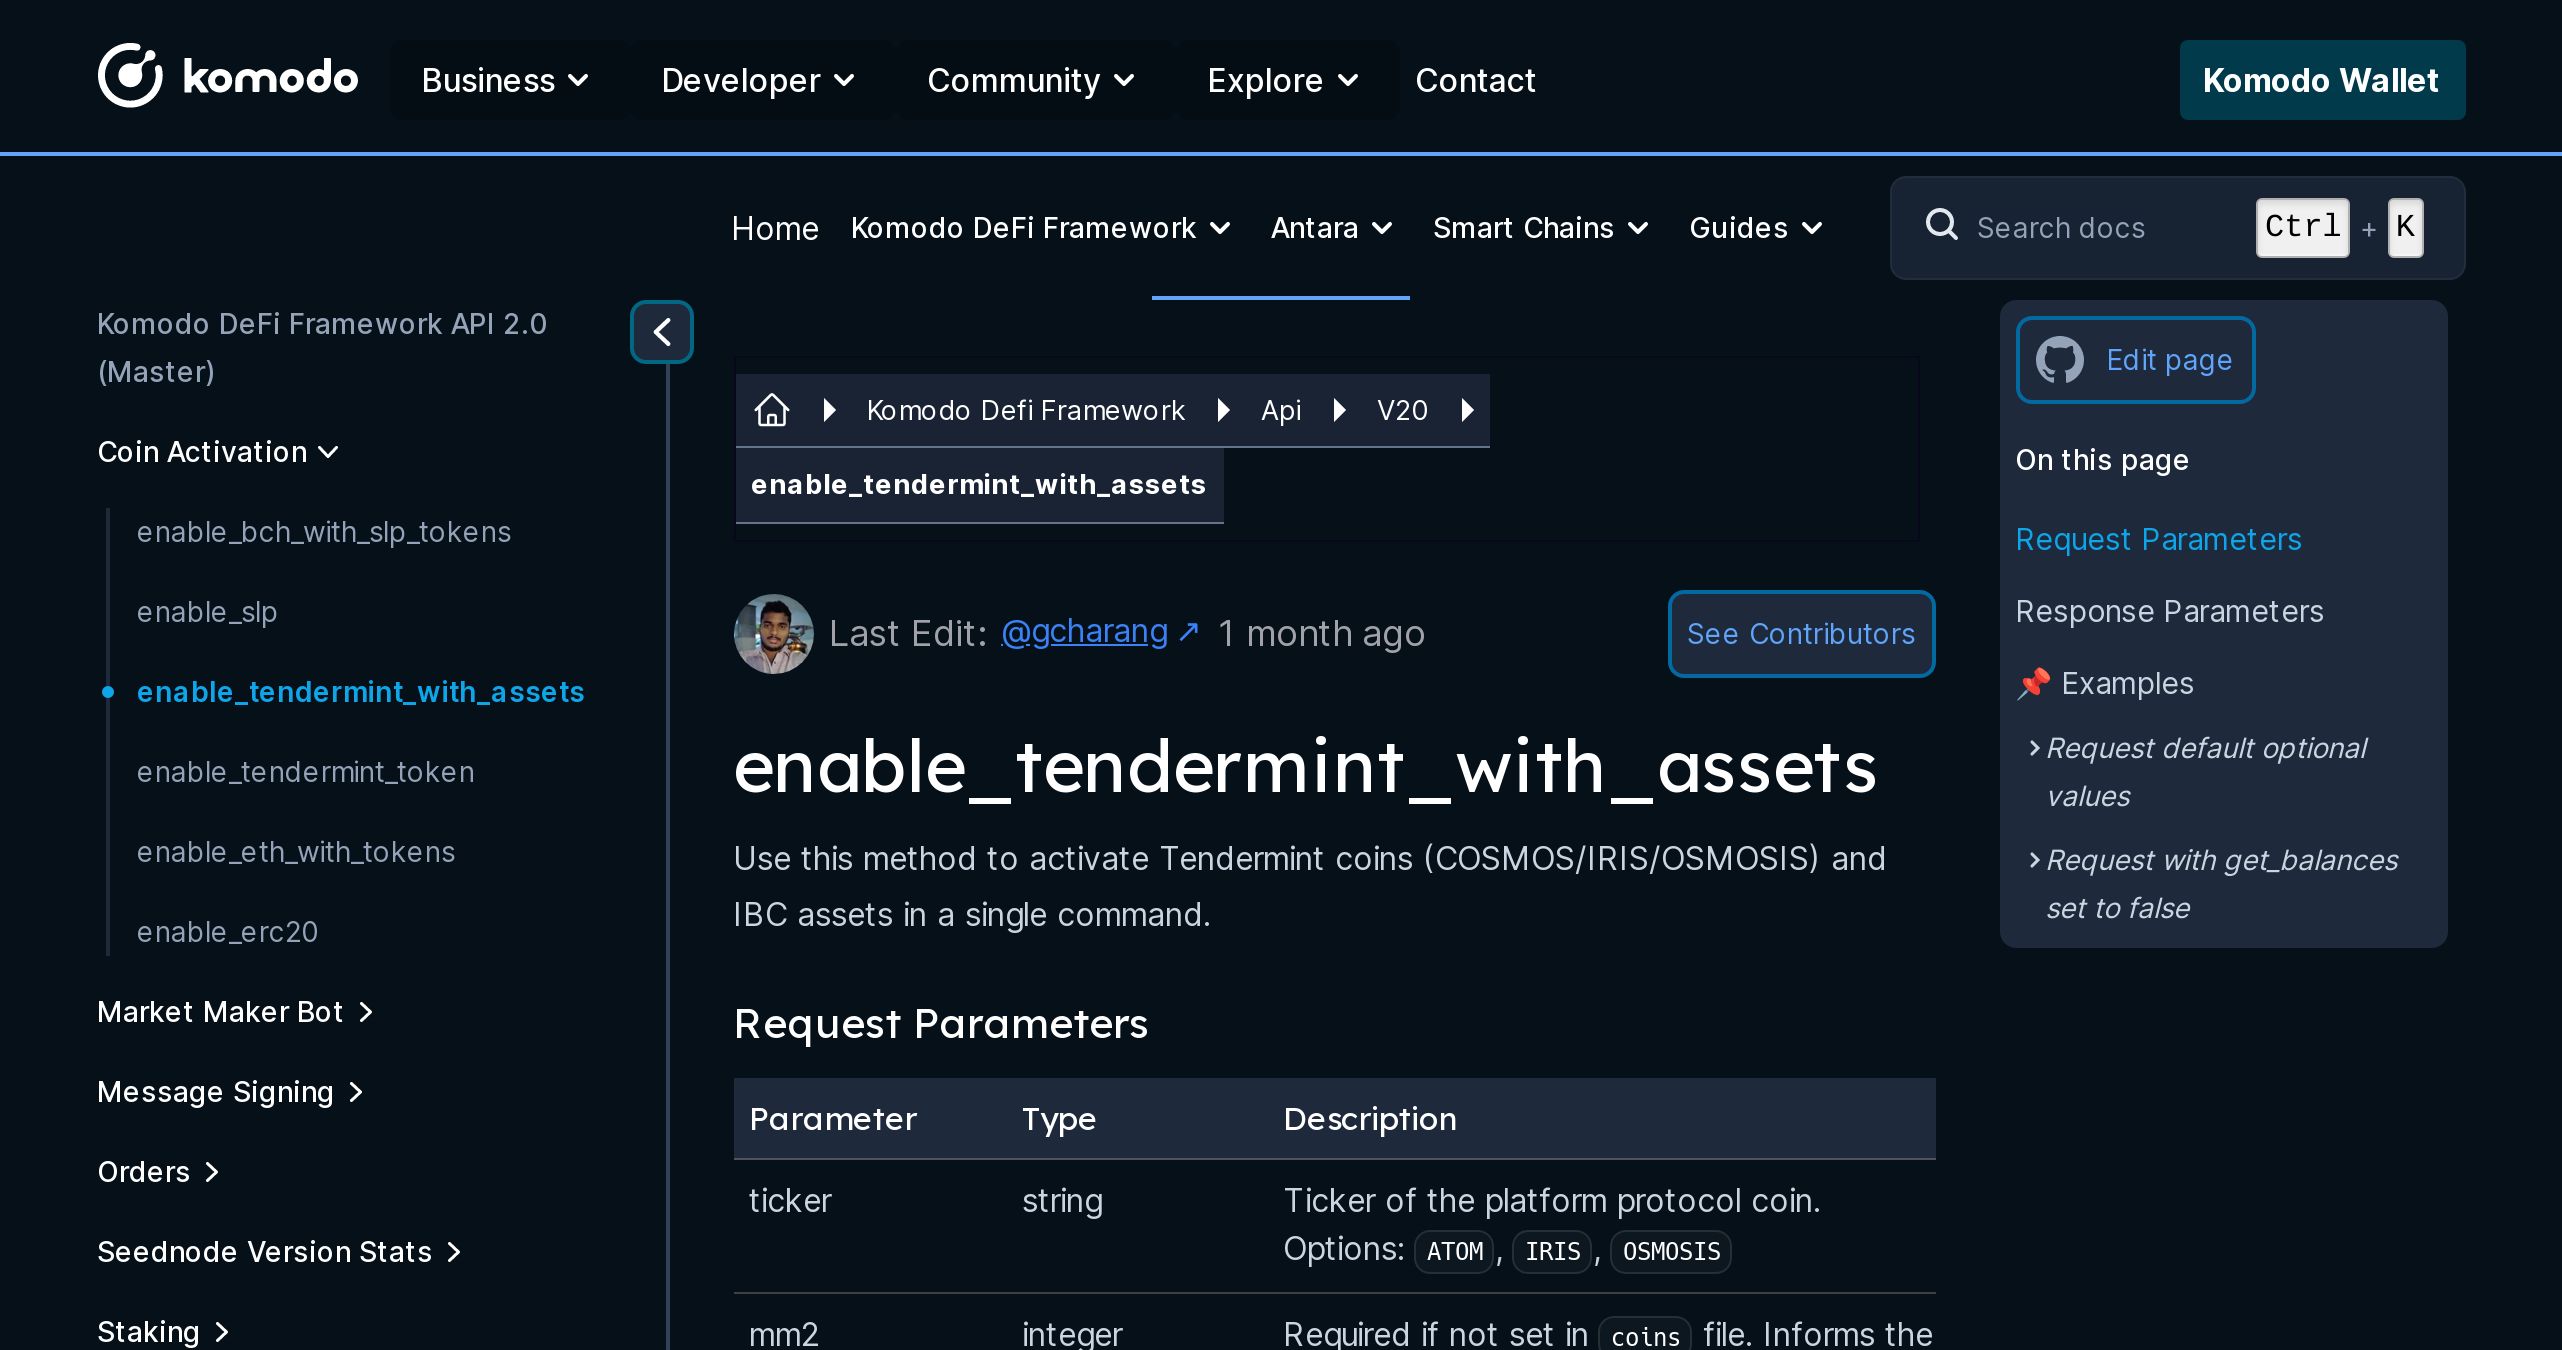 komodo
Business
Developer
Community
Explore
Contact
Komodo Wallet
Home
Komodo DeFi Framework
Antara
Smart Chains
Guides
Search docs
Ctrl + K
Komodo DeFi Framework API 2.0
(Master)
Coin Activation
enable_bch_with_slp_tokens
enable_slp
enable_tendermint_with_assets
enable_tendermint_token
enable_eth_with_tokens
enable_erc20
Market Maker Bot
Message Signing
Orders
Seednode Version Stats
Staking
Komodo Defi Framework
Api
V20
enable_tendermint_with_assets
Last Edit: @gcharang ↗ 1 month ago
See Contributors
enable_tendermint_with_assets
Use this method to activate Tendermint coins (COSMOS/IRIS/OSMOSIS) and
IBC assets in a single command.
Request Parameters
Parameter Type Description
ticker string Ticker of the platform protocol coin.
Options: ATOM, IRIS, OSMOSIS
mm2 integer Required if not set in coins file. Informs the
Edit page
On this page
Request Parameters
Response Parameters
📌 Examples
Request default optional
values
Request with get_balances
set to false